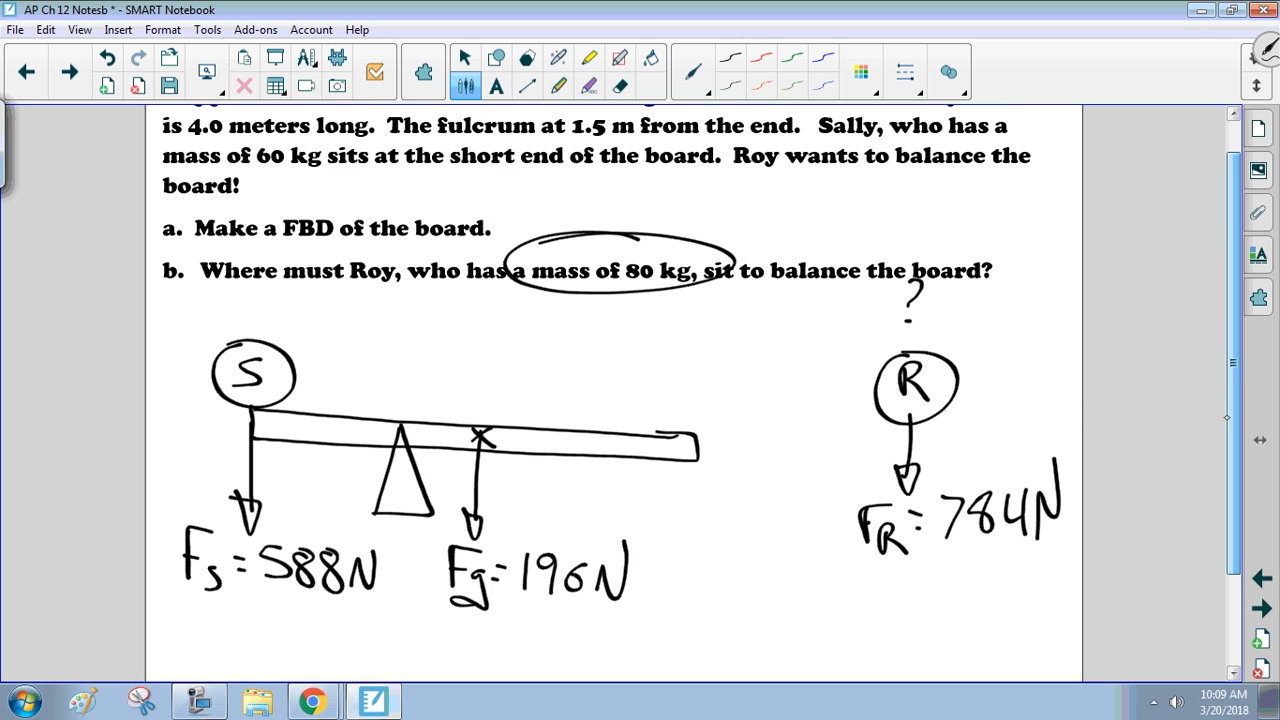 AP Ch 12 Notesb * - SMART Notebook
File Edit View Insert Format Tools Add-ons Account Help
is 4.0 meters long. The fulcrum at 1.5 m from the end. Sally, who has a
mass of 60 kg sits at the short end of the board. Roy wants to balance the
board!
a. Make a FBD of the board.
b. Where must Roy, who has a mass of 80 kg, sit to balance the board?
?
S
R
Fs = 588N
Fg = 196N
FR = 784N
10:09 AM
3/20/2018